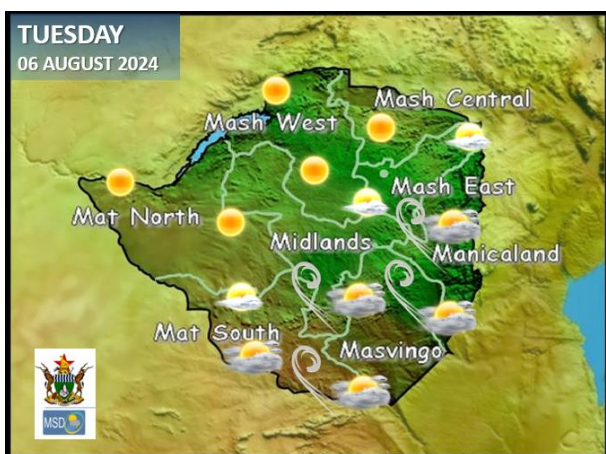 TUESDAY
06 AUGUST 2024
Mash Central
Mash West
Mash East
Mat North
Midlands
Manicaland
Mat South
Masvingo
MSD